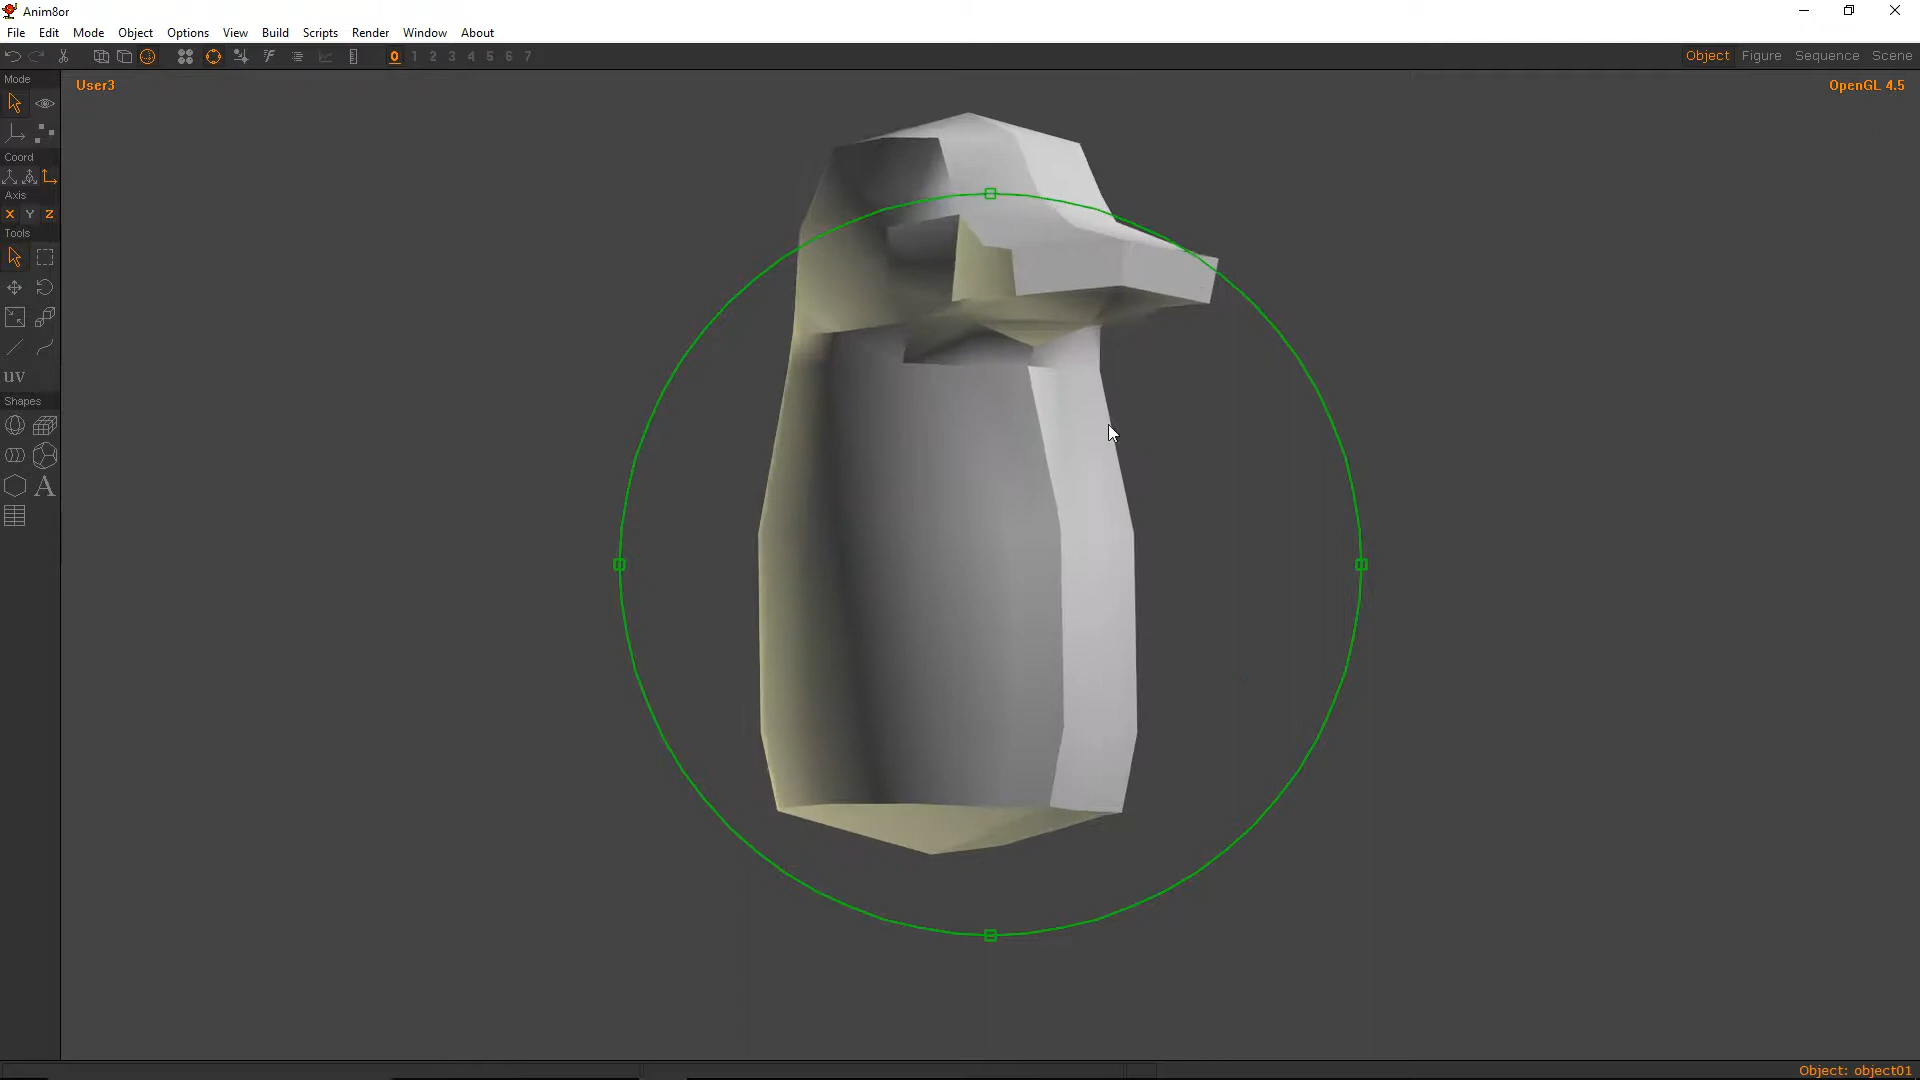 Anim8or
File Edit Mode Object Options View Build Scripts Render Window About
0 1 2 3 4 5 6 7
Object Figure Sequence Scene
Mode
User3
OpenGL 4.5
Coord
Axis
X Y Z
Tools
UV
Shapes
A
Object: object01